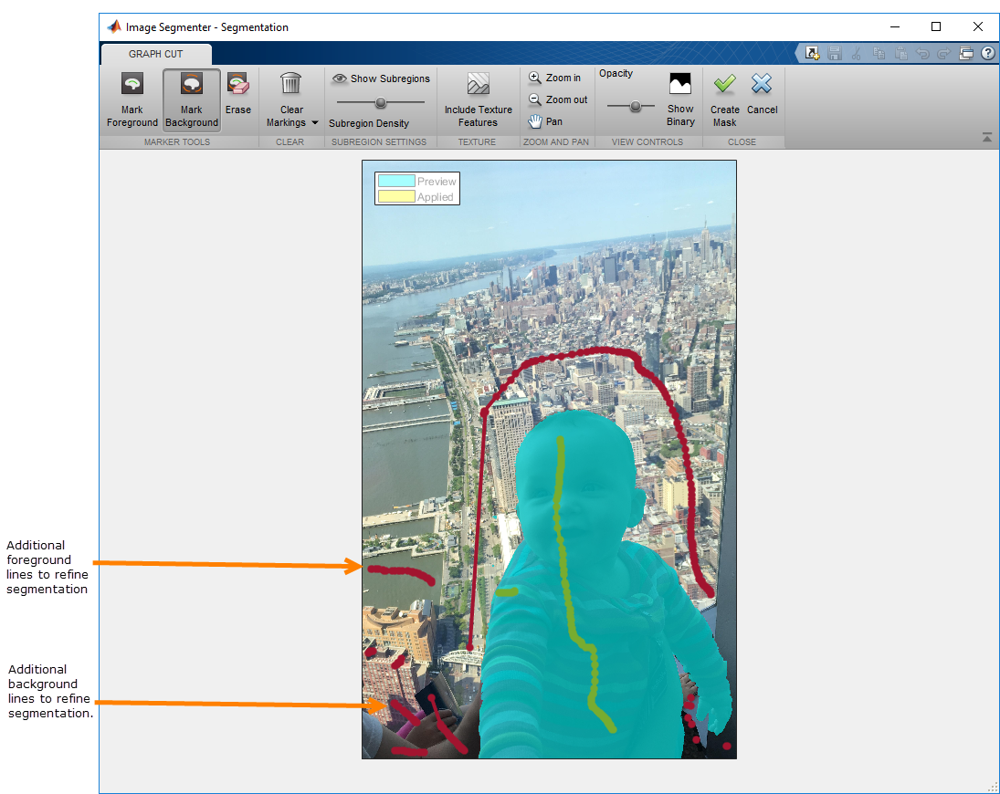 Image Segmenter - Segmentation
GRAPH CUT
Mark
Foreground
Mark
Background
Erase
Clear
Markings
Show Subregions
Subregion Density
Include Texture
Features
Zoom in
Zoom out
Pan
Opacity
Show
Binary
Create
Mask
Cancel
MARKER TOOLS
CLEAR
SUBREGION SETTINGS
TEXTURE
ZOOM AND PAN
VIEW CONTROLS
CLOSE
Preview
Applied
Additional
foreground
lines to refine
segmentation
Additional
background
lines to refine
segmentation.